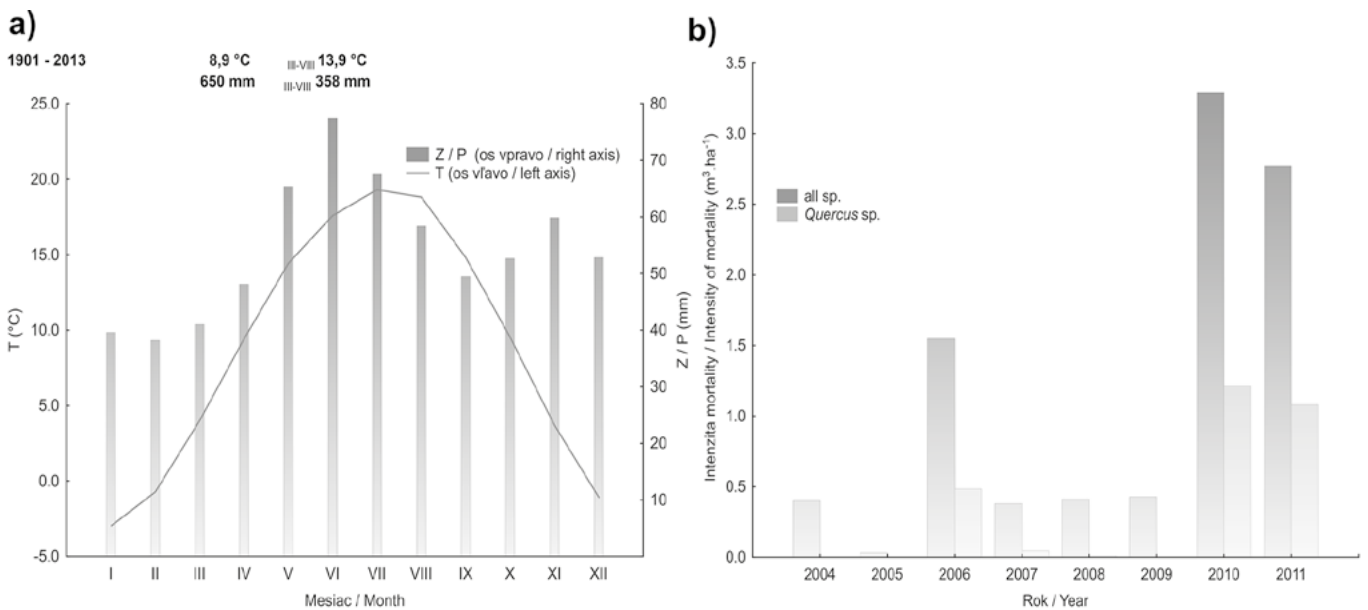 a)
1901 - 2013
8,9 °C III-VIII 13,9 °C
650 mm III-VIII 358 mm
25.0
20.0
15.0
10.0
5.0
0.0
-5.0
T (°C)
80
70
60
50
40
30
20
10
Z / P (mm)
Z / P (os vpravo / right axis)
T (os vľavo / left axis)
I II III IV V VI VII VIII IX X XI XII
Mesiac / Month
b)
Intenzita mortality / Intensity of mortality (m³.ha⁻¹)
3.5
3.0
2.5
2.0
1.5
1.0
0.5
0.0
all sp.
Quercus sp.
2004 2005 2006 2007 2008 2009 2010 2011
Rok / Year